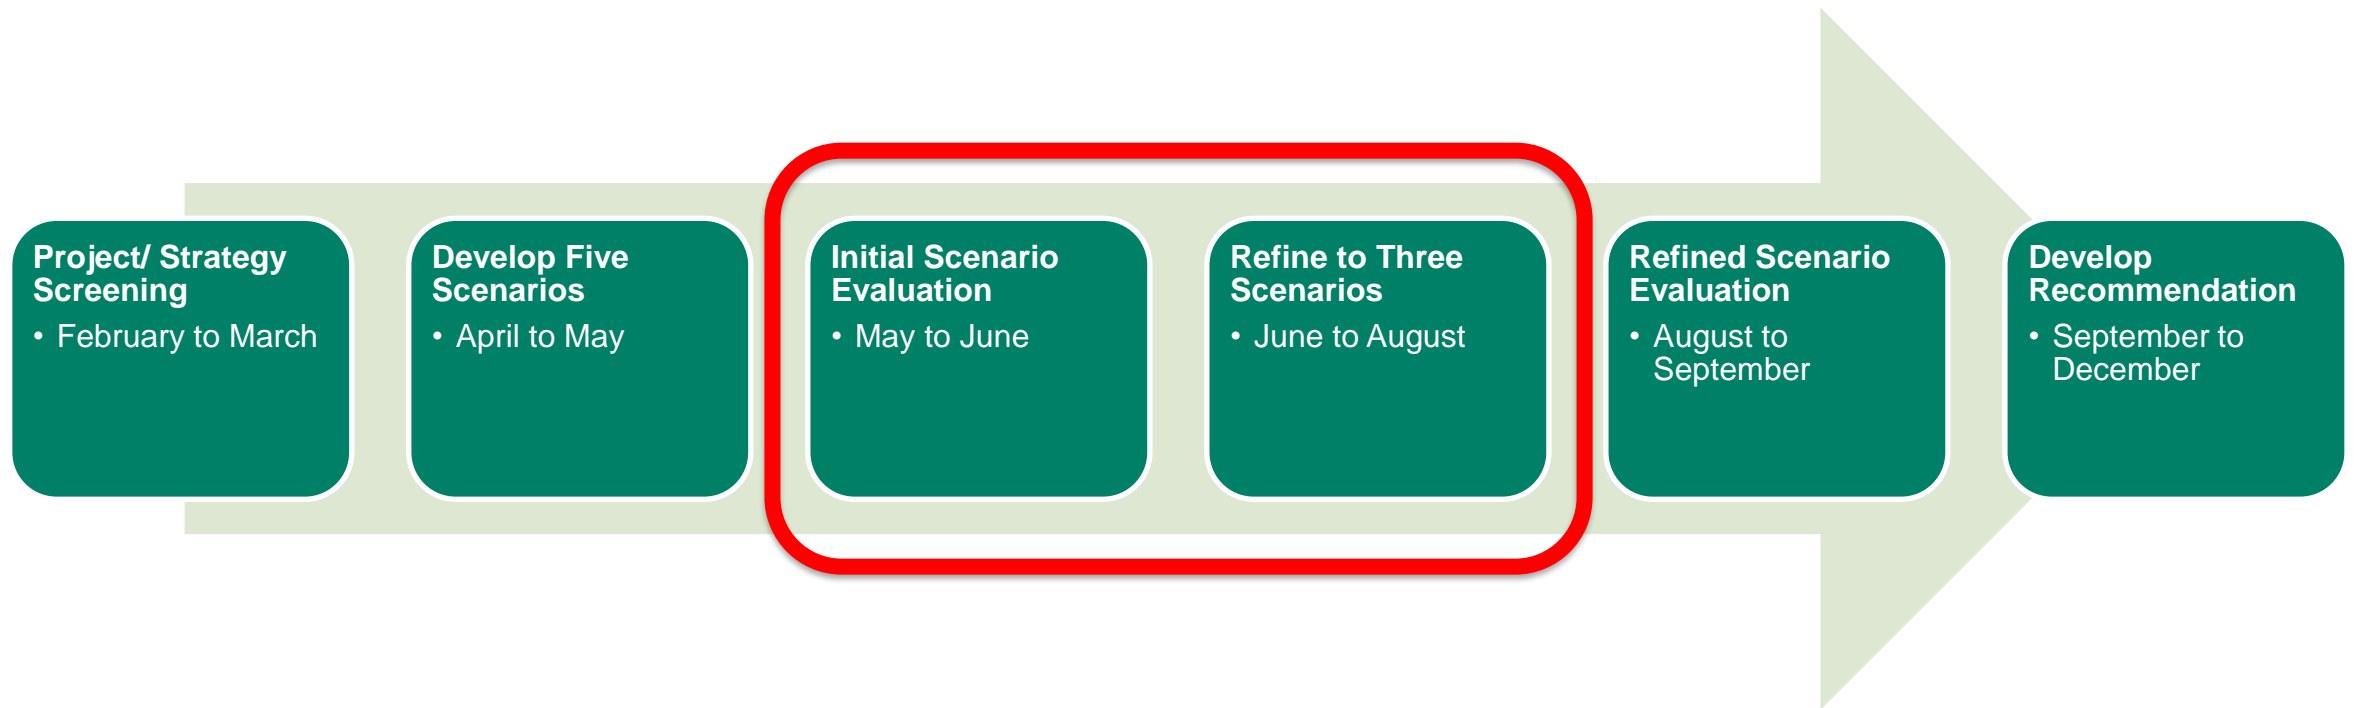 Project/ Strategy
Screening
• February to March
Develop Five
Scenarios
• April to May
Initial Scenario
Evaluation
• May to June
Refine to Three
Scenarios
• June to August
Refined Scenario
Evaluation
• August to
September
Develop
Recommendation
• September to
December